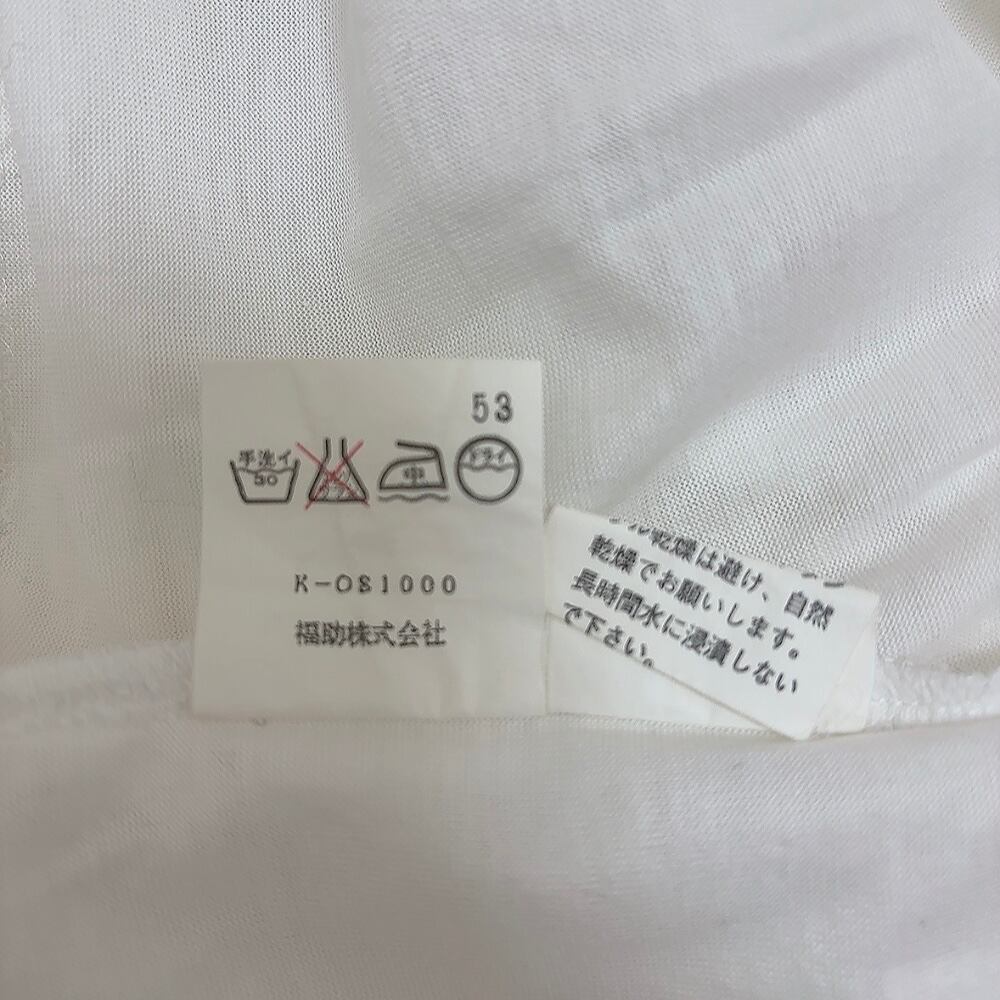 53
手洗イ
30
中
ドライ
K-OS1000
福助株式会社
ル乾燥は避け、自然
乾燥でお願いします。
長時間水に浸漬しない
で下さい。